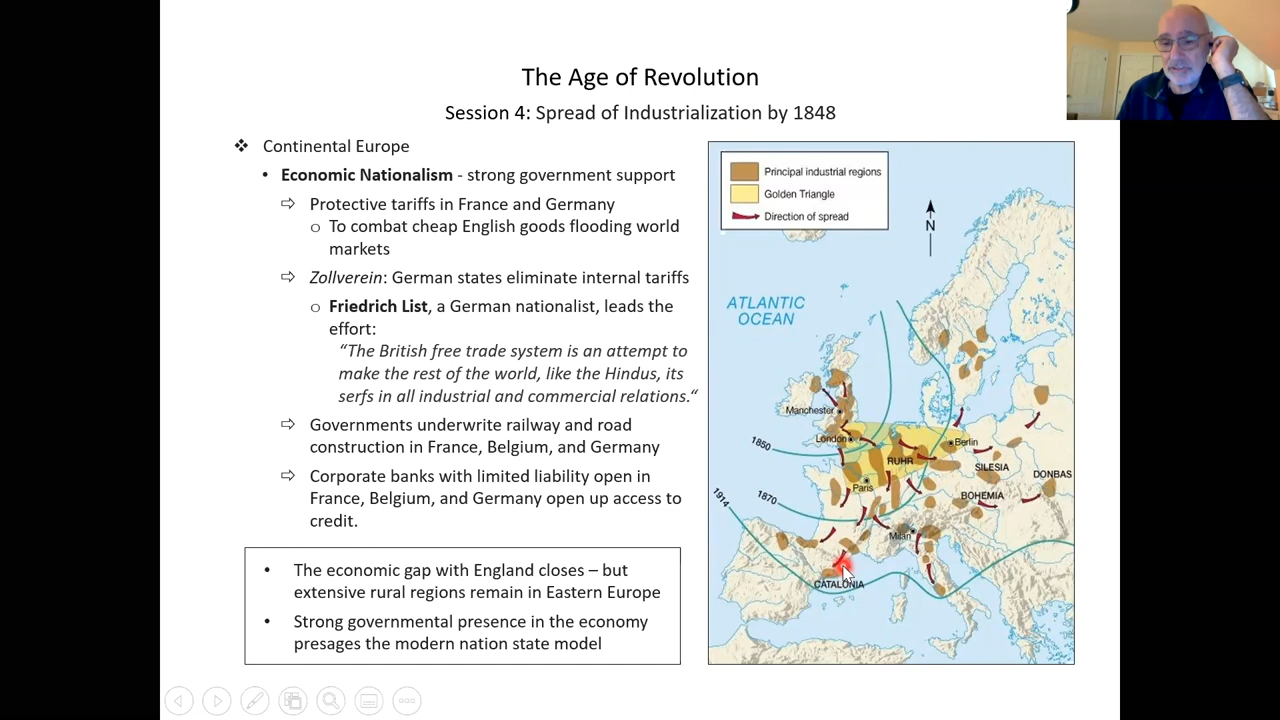 The Age of Revolution
Session 4: Spread of Industrialization by 1848
❖ Continental Europe
• Economic Nationalism - strong government support
⇨ Protective tariffs in France and Germany
o To combat cheap English goods flooding world
markets
⇨ Zollverein: German states eliminate internal tariffs
o Friedrich List, a German nationalist, leads the
effort:
“The British free trade system is an attempt to
make the rest of the world, like the Hindus, its
serfs in all industrial and commercial relations.“
⇨ Governments underwrite railway and road
construction in France, Belgium, and Germany
⇨ Corporate banks with limited liability open in
France, Belgium, and Germany open up access to
credit.
• The economic gap with England closes – but
extensive rural regions remain in Eastern Europe
• Strong governmental presence in the economy
presages the modern nation state model
Principal industrial regions
Golden Triangle
Direction of spread
N
ATLANTIC
OCEAN
Manchester
London
1850
Berlin
RUHR
SILESIA
DONBAS
Paris
1870
1914
BOHEMIA
Milan
CATALONIA